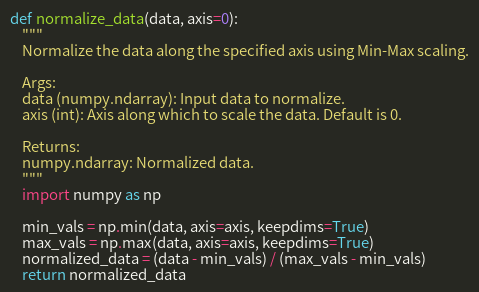 def normalize_data(data, axis=0):
    """
    Normalize the data along the specified axis using Min-Max scaling.

    Args:
    data (numpy.ndarray): Input data to normalize.
    axis (int): Axis along which to scale the data. Default is 0.

    Returns:
    numpy.ndarray: Normalized data.
    """
    import numpy as np

    min_vals = np.min(data, axis=axis, keepdims=True)
    max_vals = np.max(data, axis=axis, keepdims=True)
    normalized_data = (data - min_vals) / (max_vals - min_vals)
    return normalized_data